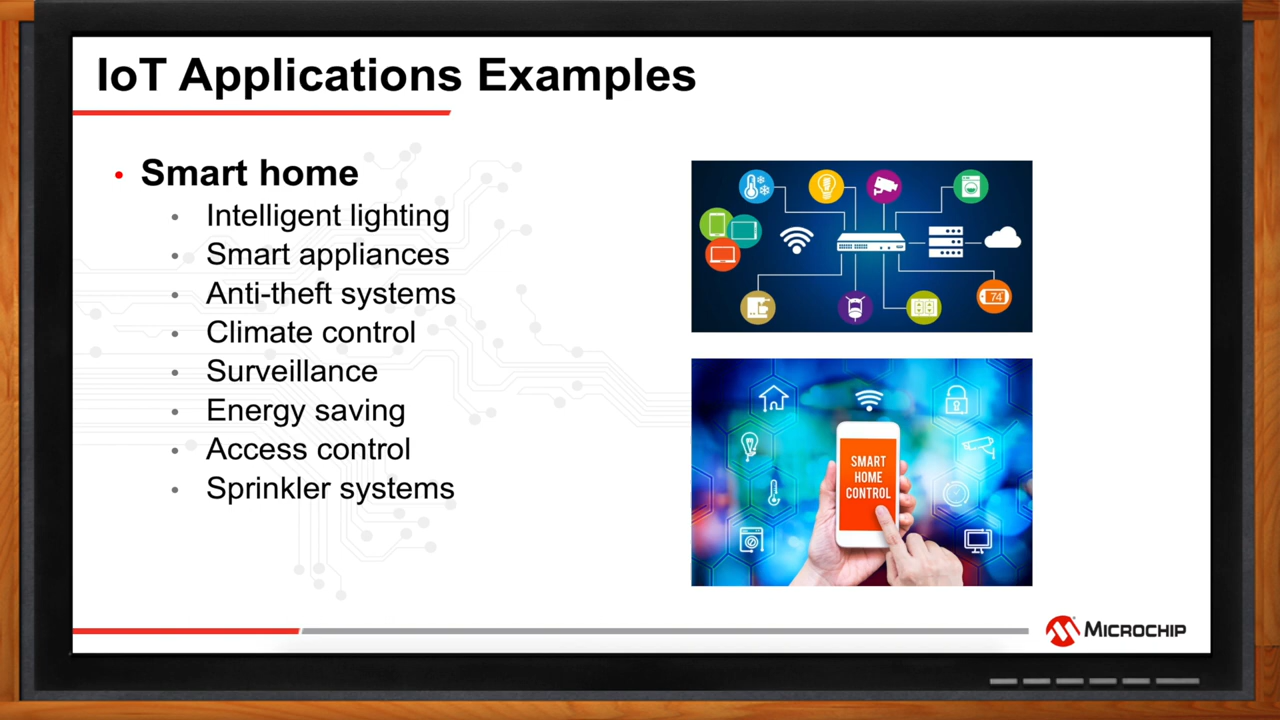 IoT Applications Examples
• Smart home
• Intelligent lighting
• Smart appliances
• Anti-theft systems
• Climate control
• Surveillance
• Energy saving
• Access control
• Sprinkler systems
74°
SMART
HOME
CONTROL
MICROCHIP